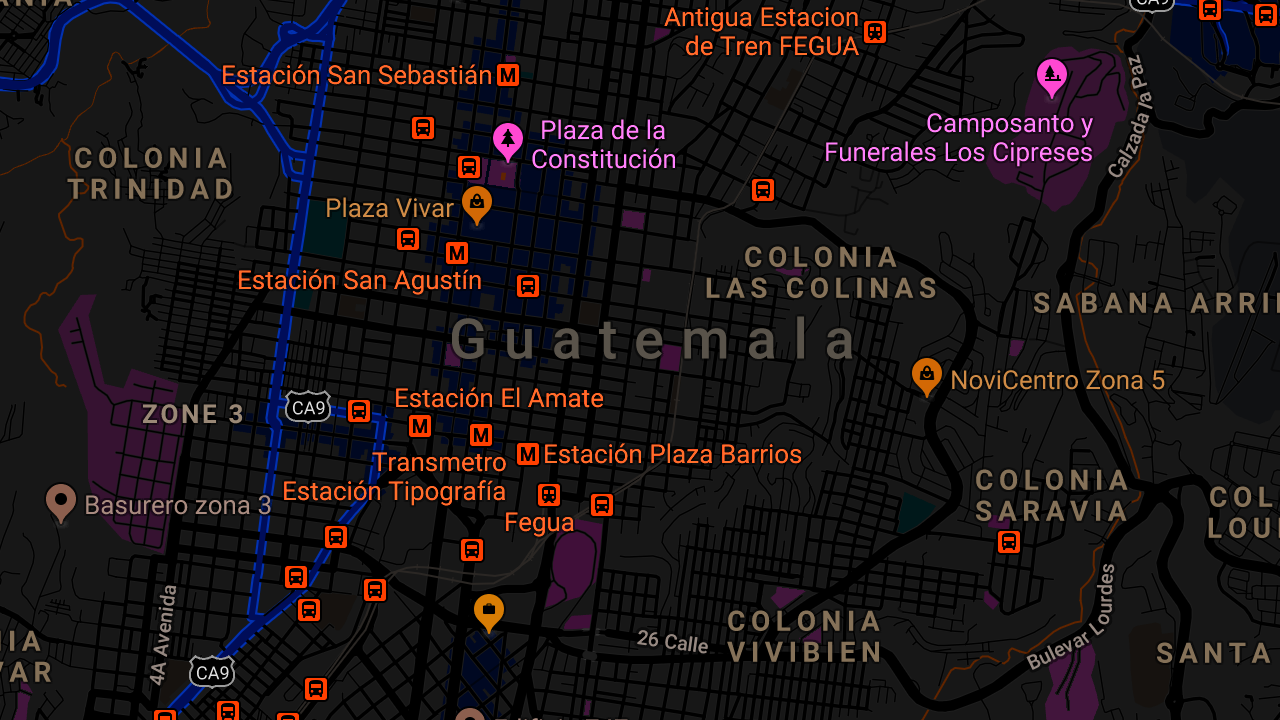 CA9
Antigua Estacion
de Tren FEGUA
Estación San Sebastián
M
Plaza de la
Constitución
Camposanto y
Funerales Los Cipreses
Calzada la Paz
COLONIA
TRINIDAD
Plaza Vivar
M
Estación San Agustín
COLONIA
LAS COLINAS
SABANA ARRI
Guatemala
NoviCentro Zona 5
ZONE 3
CA9
Estación El Amate
M
M
M
Estación Plaza Barrios
Transmetro
Estación Tipografía
Basurero zona 3
Fegua
COLONIA
SARAVIA
COL
LOU
4A Avenida
26 Calle
COLONIA
VIVIBIEN
Bulevar Lourdes
SANTA
IA
AR
CA9